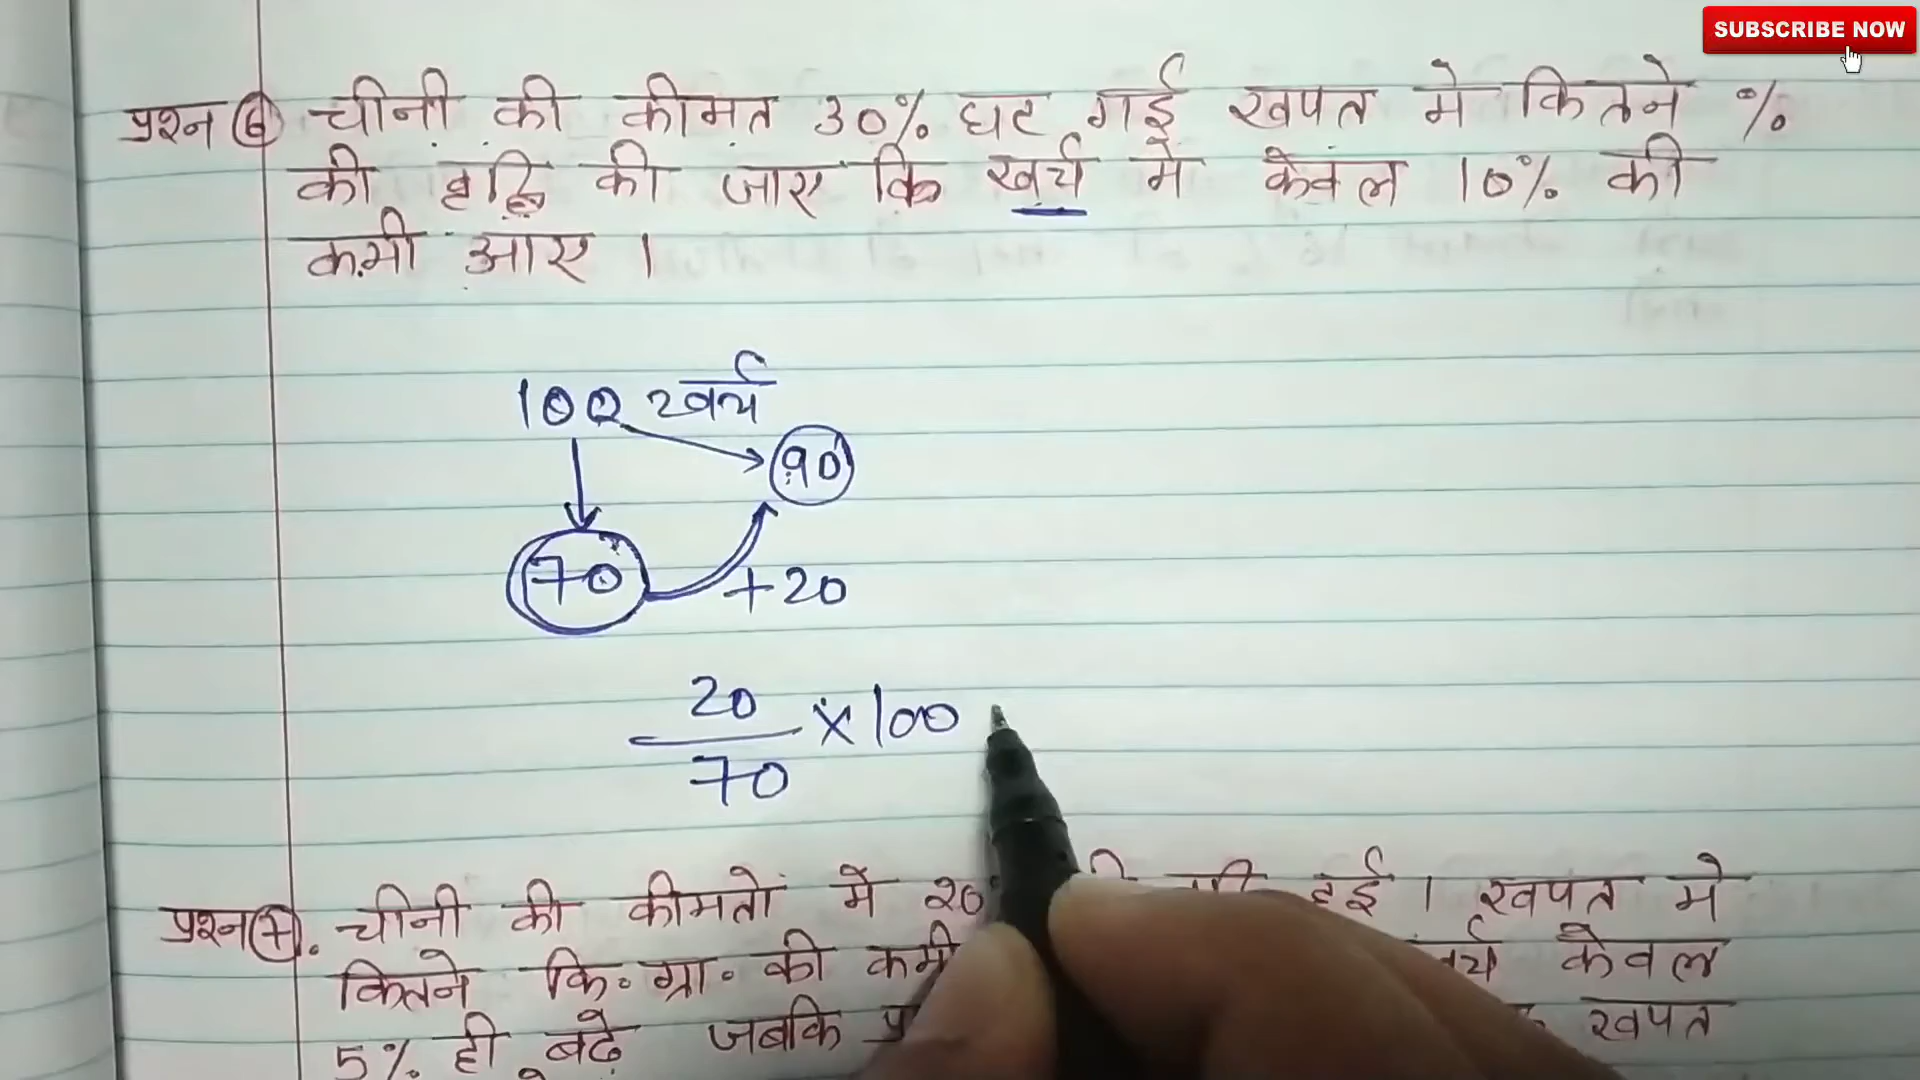 SUBSCRIBE NOW
प्रश्न 6 चीनी की कीमत 30% घट गई खपत मे कितने %
की वृद्धि की जाए कि खर्च मे केवल 10% की
कमी आए ।
100 खर्च
90
70
+20
20
× 100
70
प्रश्न 7. चीनी की कीमतों में 20 हुई । खपत मे
कितने कि.ग्रा. की कमी केवल
5% ही बढ़े जबकि खपत